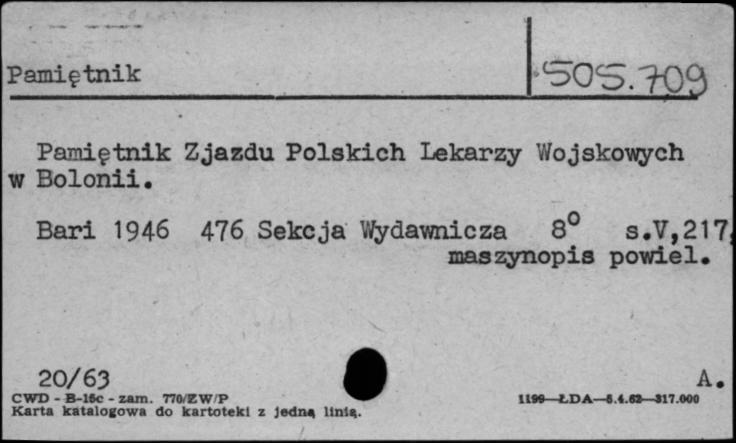 Pamiętnik
505.709
Pamiętnik Zjazdu Polskich Lekarzy Wojskowych
w Bolonii.
Bari 1946 476 Sekcja Wydawnicza 8° s.V,217,
maszynopis powiel.
20/63 A.
CWD - B-16c - zam. 770/ZW/P
1199—ŁDA—5.4.62—317.000
Karta katalogowa do kartoteki z jedną linią.